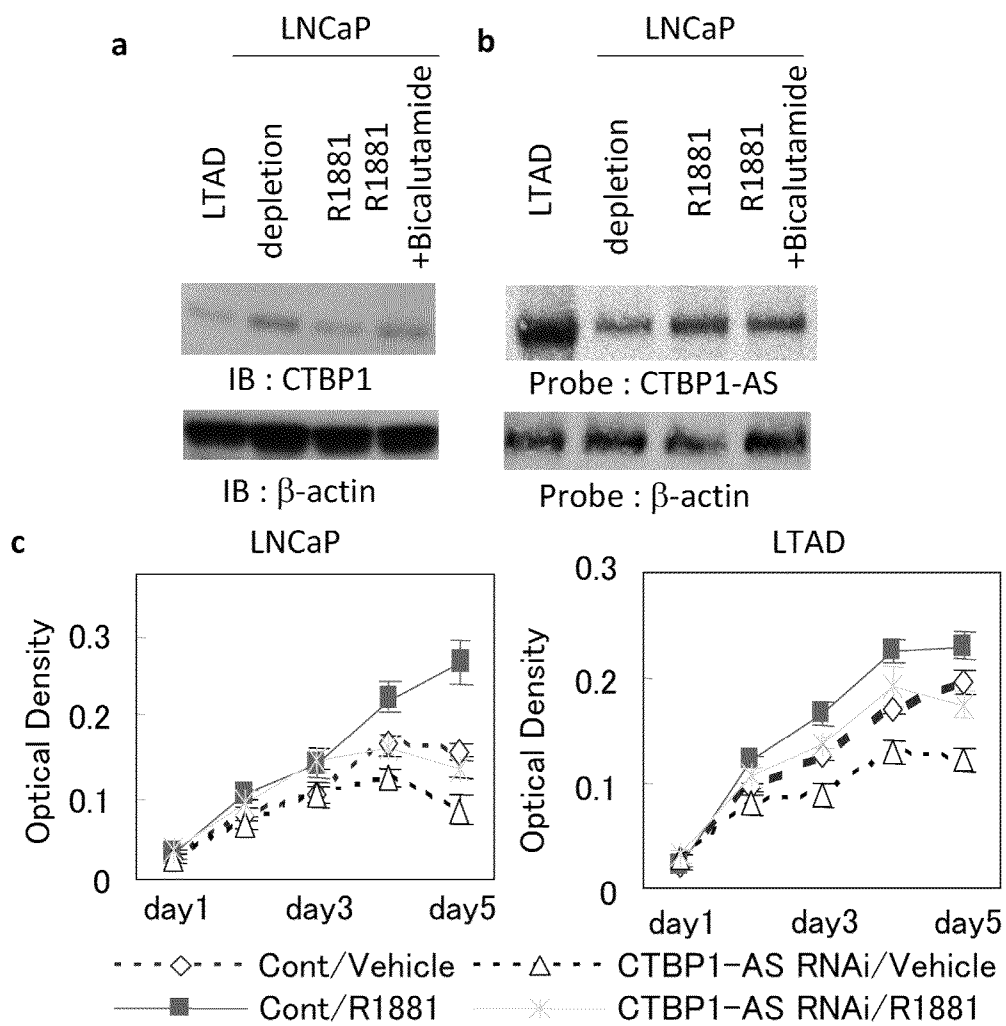 a
LNCaP
LTAD
depletion
R1881
R1881
+Bicalutamide
IB : CTBP1
IB : β-actin
b
LNCaP
LTAD
depletion
R1881
R1881
+Bicalutamide
Probe : CTBP1-AS
Probe : β-actin
c
LNCaP
Optical Density
0.3
0.2
0.1
0
day1
day3
day5
LTAD
Optical Density
0.3
0.2
0.1
0
day1
day3
day5
Cont/Vehicle
CTBP1-AS RNAi/Vehicle
Cont/R1881
CTBP1-AS RNAi/R1881